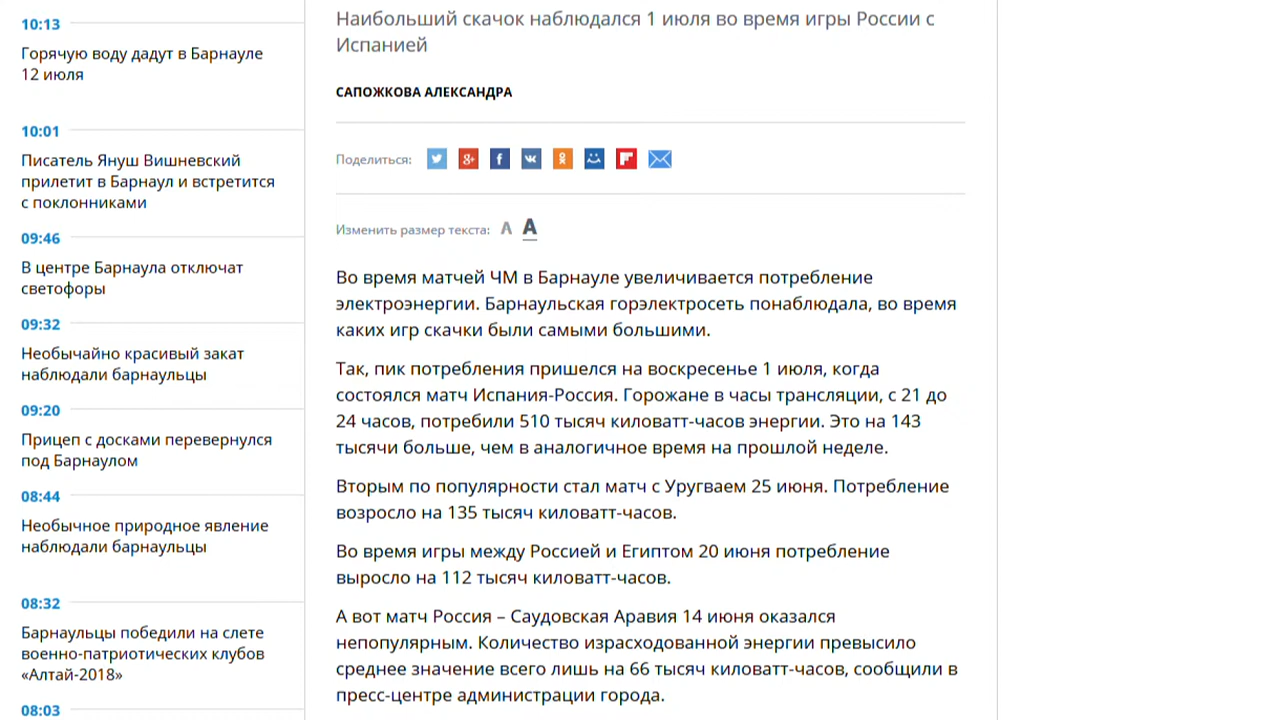 10:13
Горячую воду дадут в Барнауле
12 июля
10:01
Писатель Януш Вишневский
прилетит в Барнаул и встретится
с поклонниками
09:46
В центре Барнаула отключат
светофоры
09:32
Необычайно красивый закат
наблюдали барнаульцы
09:20
Прицеп с досками перевернулся
под Барнаулом
08:44
Необычное природное явление
наблюдали барнаульцы
08:32
Барнаульцы победили на слете
военно-патриотических клубов
«Алтай-2018»
08:03
Наибольший скачок наблюдался 1 июля во время игры России с
Испанией
САПОЖКОВА АЛЕКСАНДРА
Поделиться:
Изменить размер текста: A A
Во время матчей ЧМ в Барнауле увеличивается потребление
электроэнергии. Барнаульская горэлектросеть понаблюдала, во время
каких игр скачки были самыми большими.
Так, пик потребления пришелся на воскресенье 1 июля, когда
состоялся матч Испания-Россия. Горожане в часы трансляции, с 21 до
24 часов, потребили 510 тысяч киловатт-часов энергии. Это на 143
тысячи больше, чем в аналогичное время на прошлой неделе.
Вторым по популярности стал матч с Уругваем 25 июня. Потребление
возросло на 135 тысяч киловатт-часов.
Во время игры между Россией и Египтом 20 июня потребление
выросло на 112 тысяч киловатт-часов.
А вот матч Россия – Саудовская Аравия 14 июня оказался
непопулярным. Количество израсходованной энергии превысило
среднее значение всего лишь на 66 тысяч киловатт-часов, сообщили в
пресс-центре администрации города.